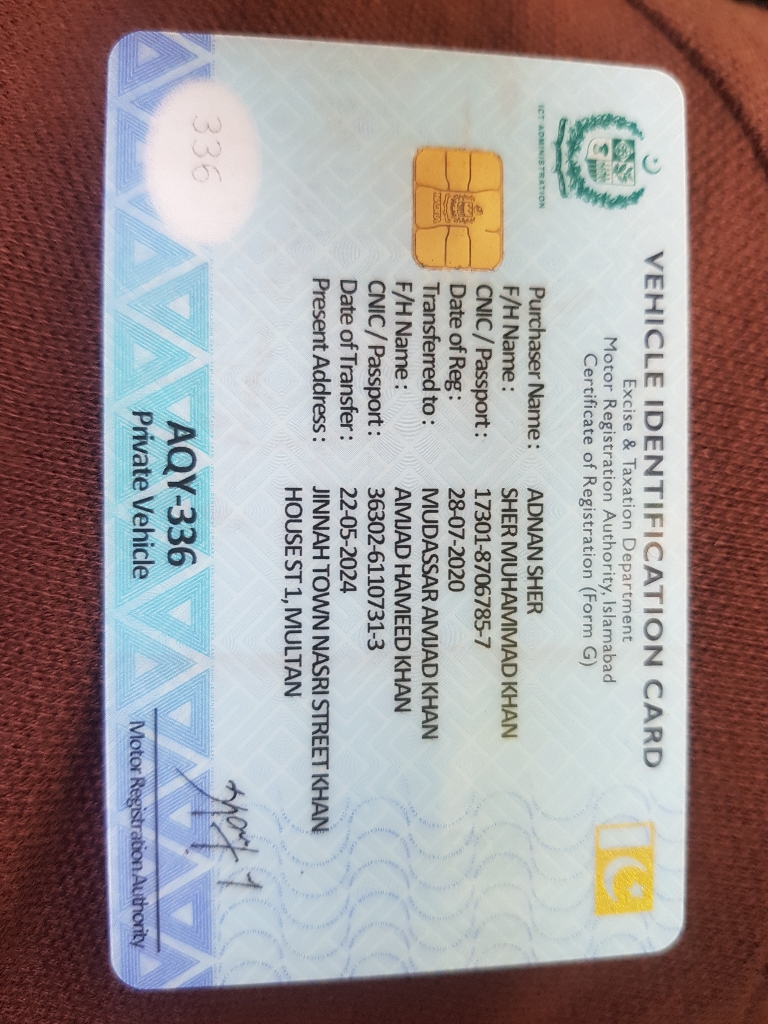 ICT ADMINISTRATION
VEHICLE IDENTIFICATION CARD
Excise & Taxation Department
Motor Registration Authority, Islamabad
Certificate of Registration (Form G)
Purchaser Name : ADNAN SHER
F/H Name : SHER MUHAMMAD KHAN
CNIC / Passport : 17301-8706785-7
Date of Reg : 28-07-2020
Transferred to : MUDASSAR AMJAD KHAN
F/H Name : AMJAD HAMEED KHAN
CNIC / Passport : 36302-6110731-3
Date of Transfer : 22-05-2024
Present Address : JINNAH TOWN NASRI STREET KHAN
HOUSE ST 1, MULTAN
336
AQY-336
Private Vehicle
Motor Registration Authority